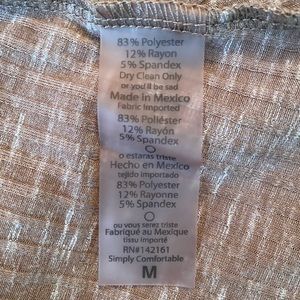 83% Polyester
12% Rayon
5% Spandex
Dry Clean Only
or you'll be sad
Made in Mexico
Fabric Imported
83% Poliéster
12% Rayón
5% Spandex
o estaras triste
Hecho en Mexico
tejido importado
83% Polyester
12% Rayonne
5% Spandex
ou vous serez triste
Fabriqué au Mexique
tissu importé
RN#142161
Simply Comfortable
M